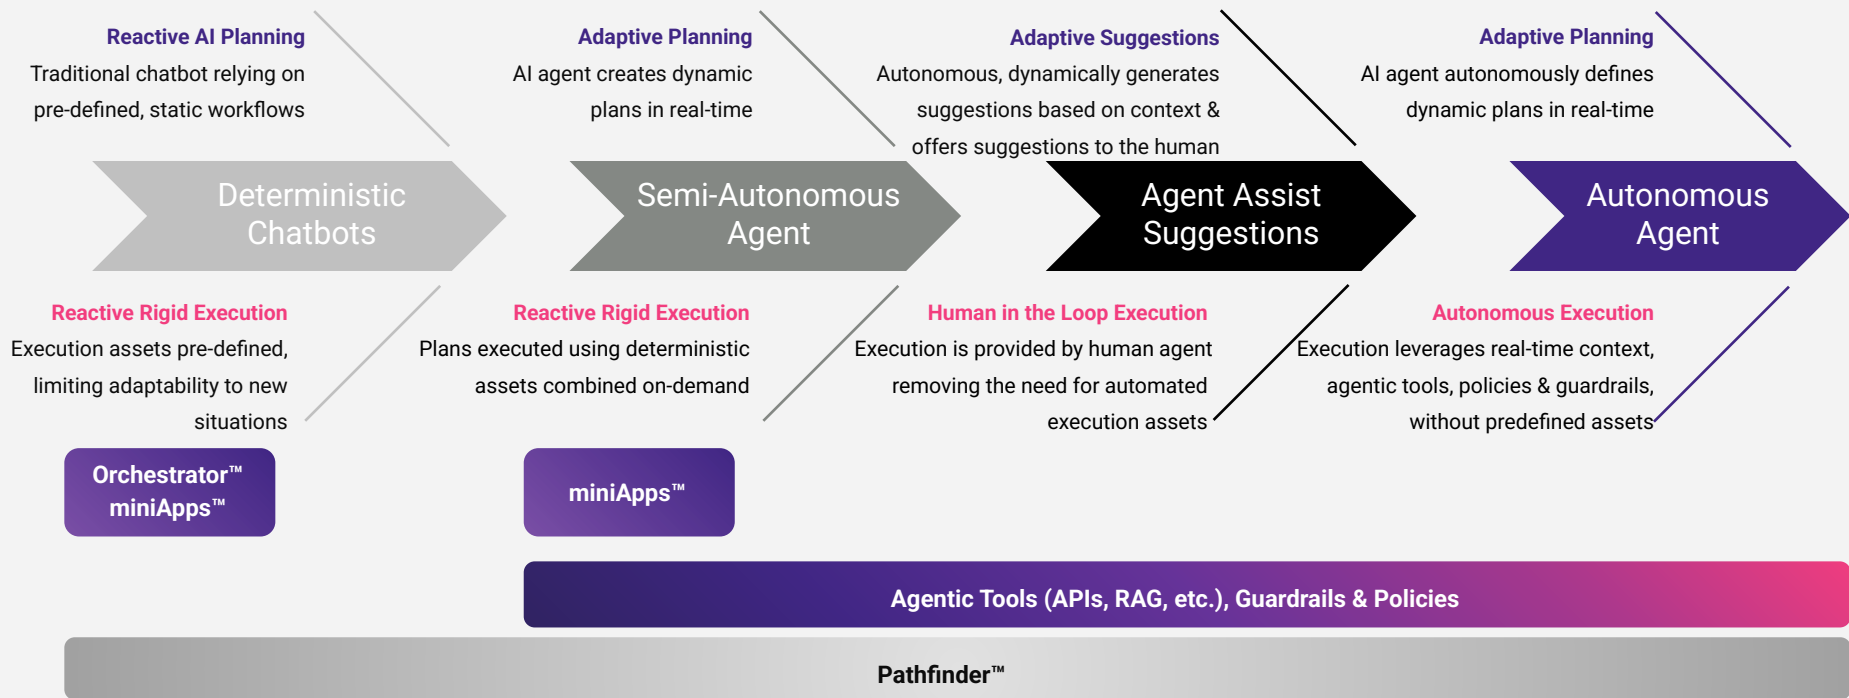 Reactive AI Planning
Traditional chatbot relying on
pre-defined, static workflows
Adaptive Planning
AI agent creates dynamic
plans in real-time
Adaptive Suggestions
Autonomous, dynamically generates
suggestions based on context &
offers suggestions to the human
Adaptive Planning
AI agent autonomously defines
dynamic plans in real-time
Deterministic
Chatbots
Semi-Autonomous
Agent
Agent Assist
Suggestions
Autonomous
Agent
Reactive Rigid Execution
Execution assets pre-defined,
limiting adaptability to new
situations
Reactive Rigid Execution
Plans executed using deterministic
assets combined on-demand
Human in the Loop Execution
Execution is provided by human agent
removing the need for automated
execution assets
Autonomous Execution
Execution leverages real-time context,
agentic tools, policies & guardrails,
without predefined assets
Orchestrator™
miniApps™
miniApps™
Agentic Tools (APIs, RAG, etc.), Guardrails & Policies
Pathfinder™